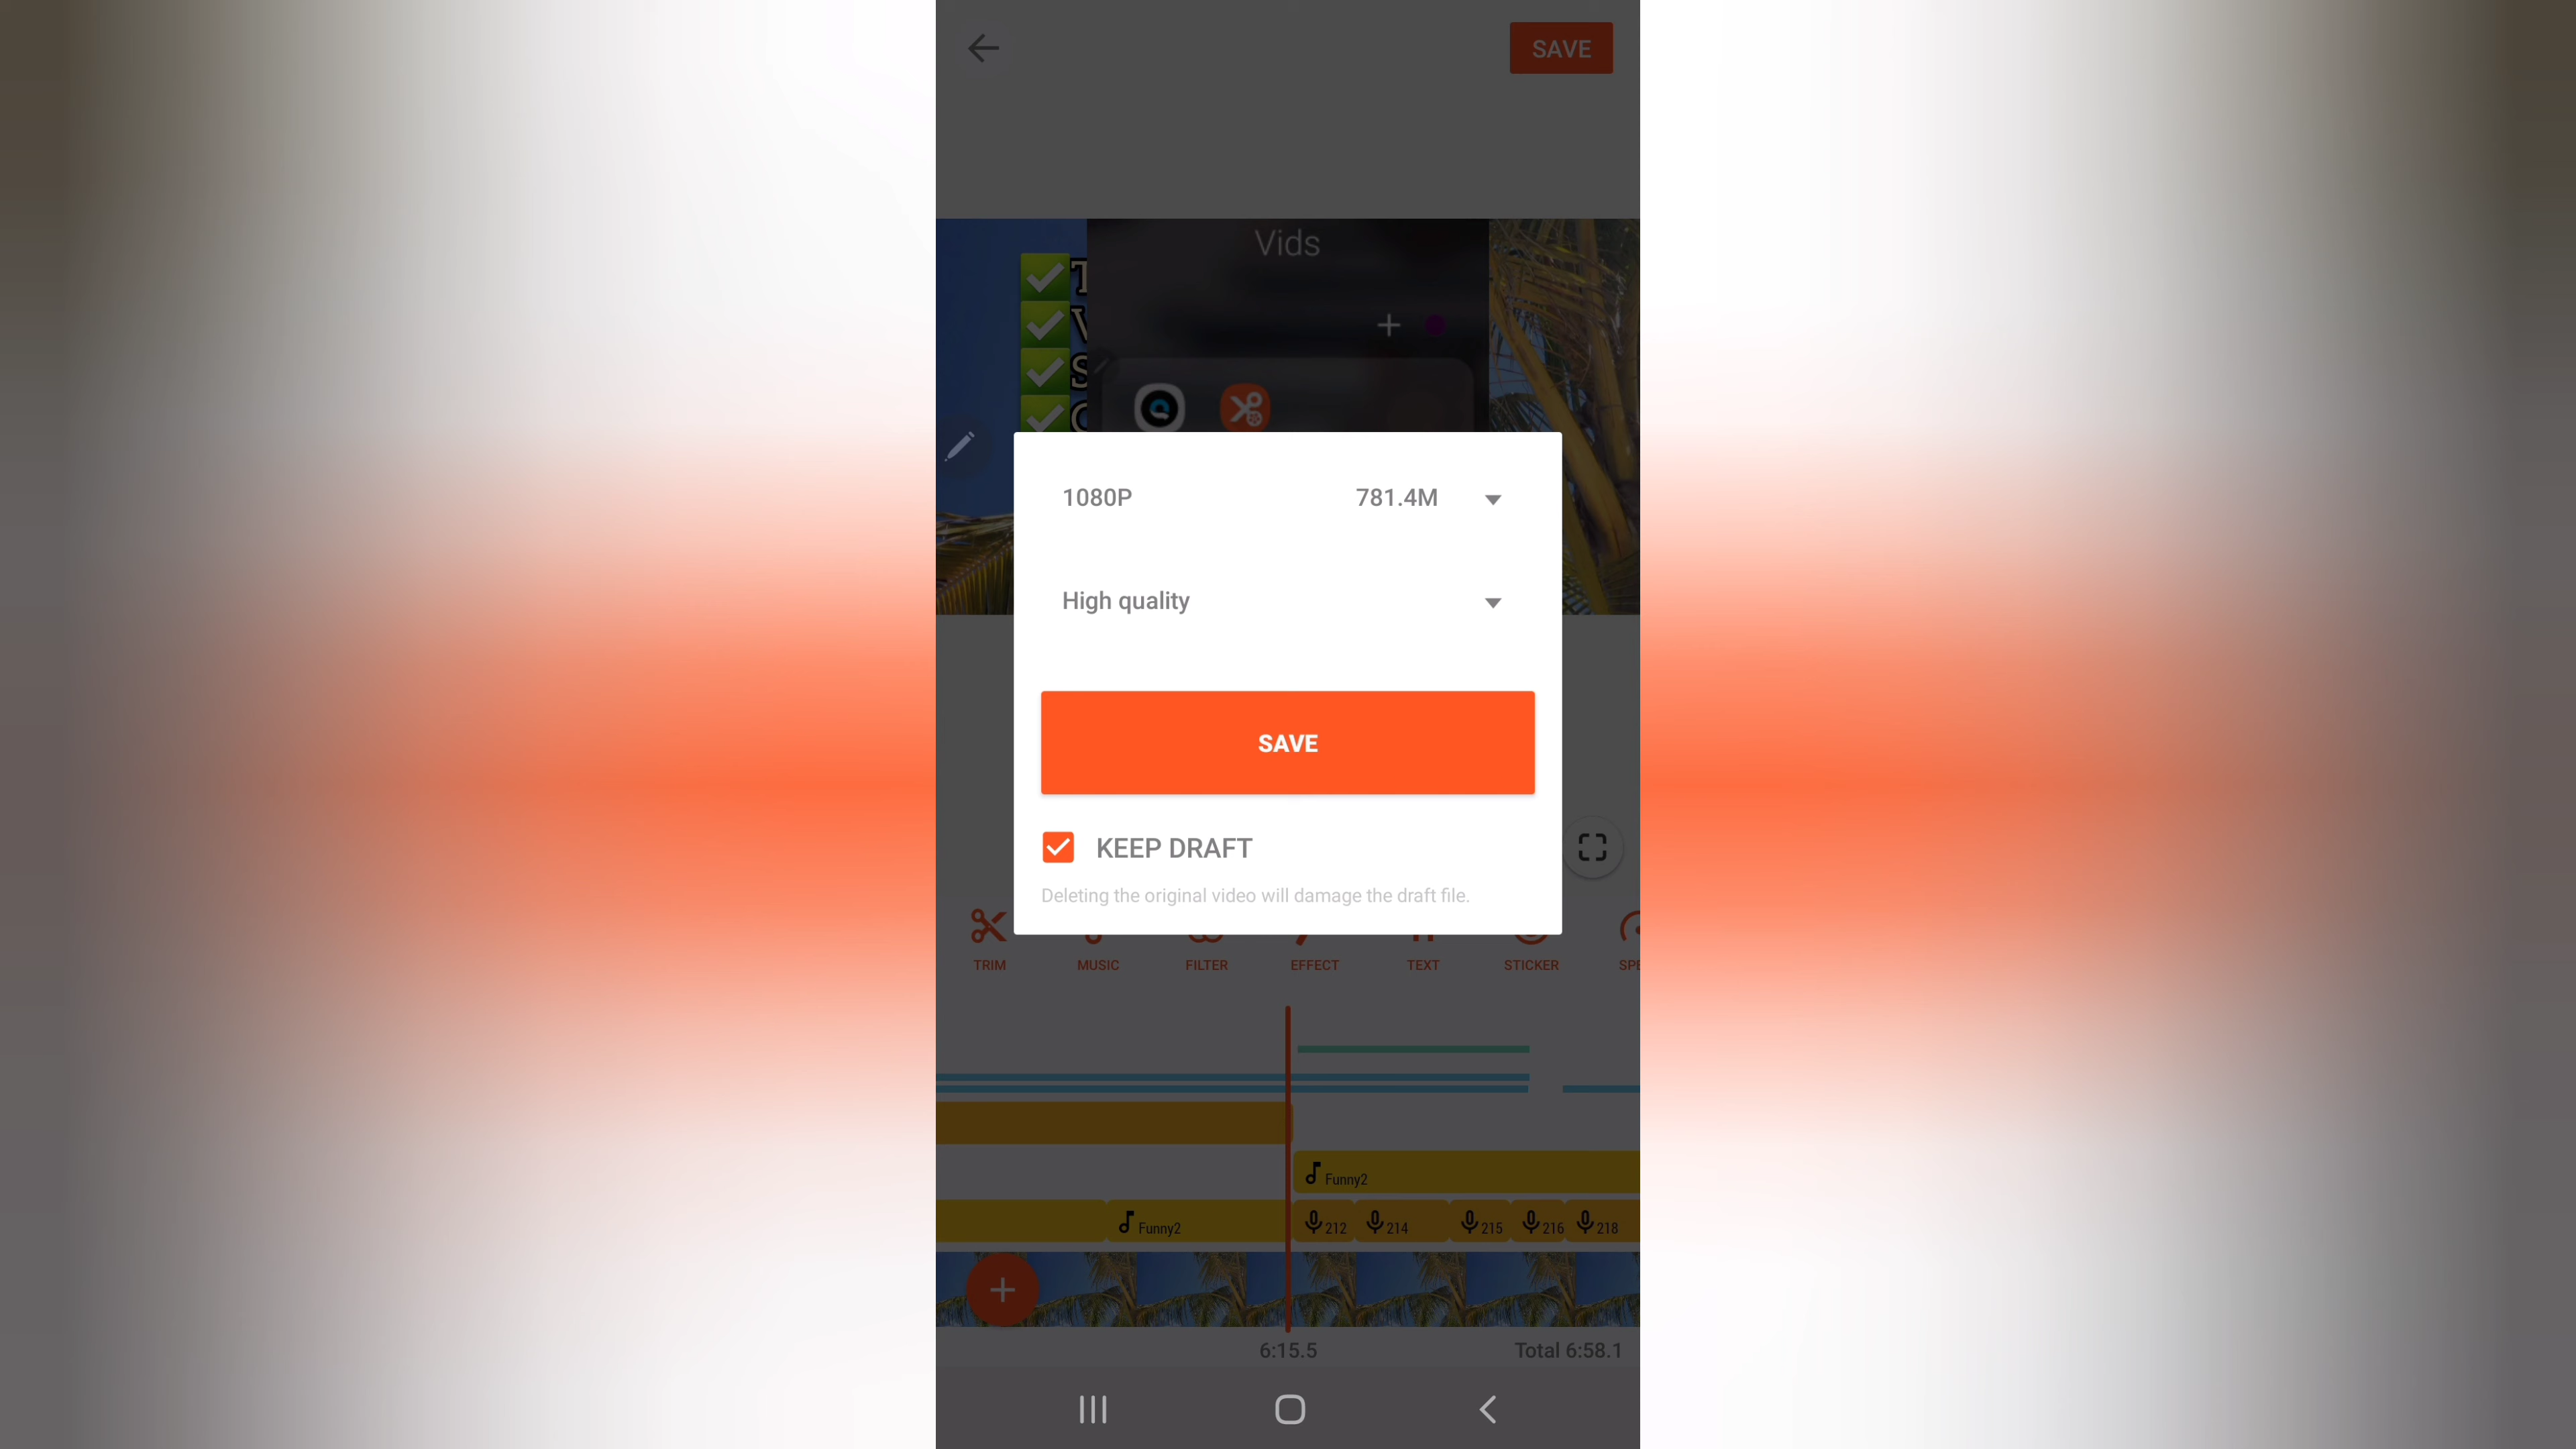 SAVE
Vids
1080P 781.4M
High quality
SAVE
KEEP DRAFT
Deleting the original video will damage the draft file.
TRIM MUSIC FILTER EFFECT TEXT STICKER
Funny2
Funny2 212 214 215 216 218
6:15.5 Total 6:58.1